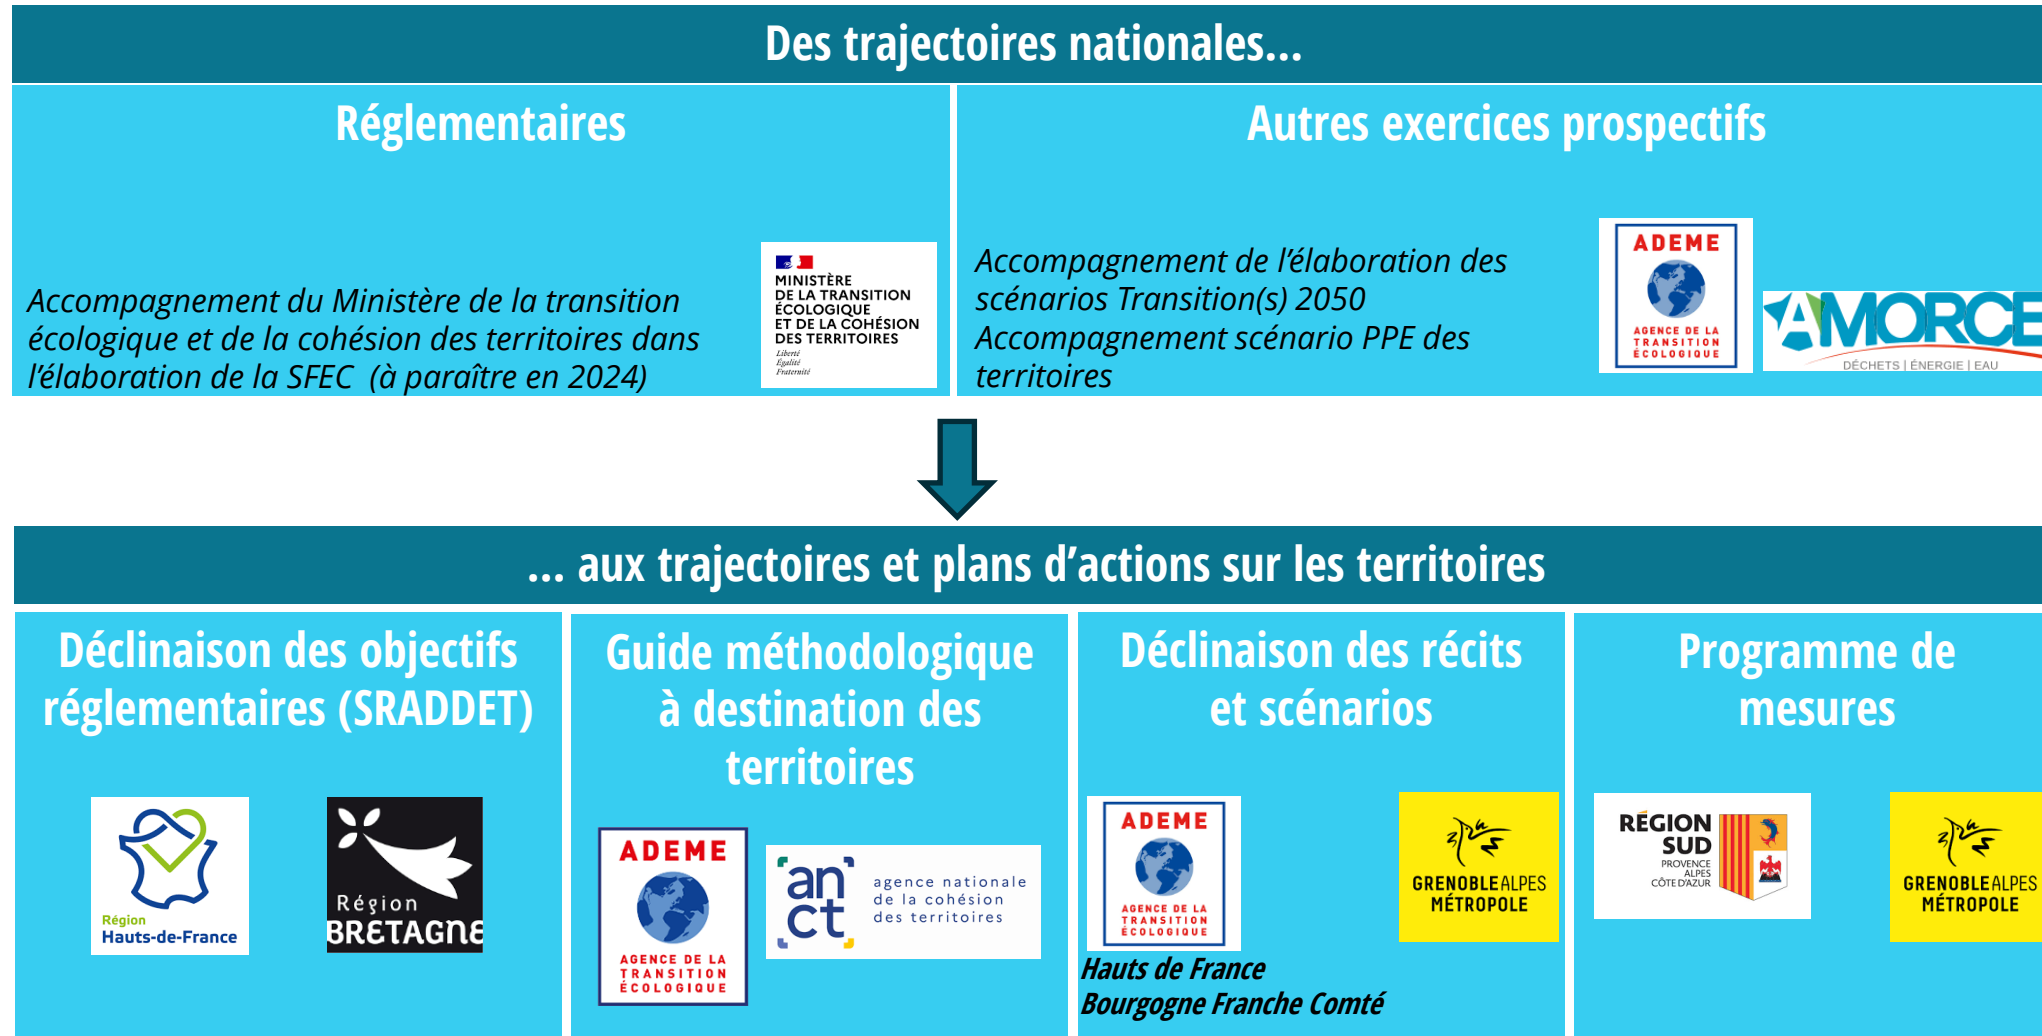 Des trajectoires nationales...
Réglementaires
Accompagnement du Ministère de la transition
écologique et de la cohésion des territoires dans
l'élaboration de la SFEC (à paraître en 2024)
MINISTÈRE
DE LA TRANSITION
ÉCOLOGIQUE
ET DE LA COHÉSION
DES TERRITOIRES
Liberté
Égalité
Fraternité
Autres exercices prospectifs
Accompagnement de l'élaboration des
scénarios Transition(s) 2050
Accompagnement scénario PPE des
territoires
ADEME
AGENCE DE LA
TRANSITION
ÉCOLOGIQUE
AMORCE
DÉCHETS | ÉNERGIE | EAU
... aux trajectoires et plans d'actions sur les territoires
Déclinaison des objectifs
réglementaires (SRADDET)
Région
Hauts-de-France
Région
BRETAGNE
Guide méthodologique
à destination des
territoires
ADEME
AGENCE DE LA
TRANSITION
ÉCOLOGIQUE
an
ct
agence nationale
de la cohésion
des territoires
Déclinaison des récits
et scénarios
ADEME
AGENCE DE LA
TRANSITION
ÉCOLOGIQUE
Hauts de France
Bourgogne Franche Comté
GRENOBLEALPES
MÉTROPOLE
Programme de
mesures
RÉGION
SUD
PROVENCE
ALPES
CÔTE D'AZUR
GRENOBLEALPES
MÉTROPOLE